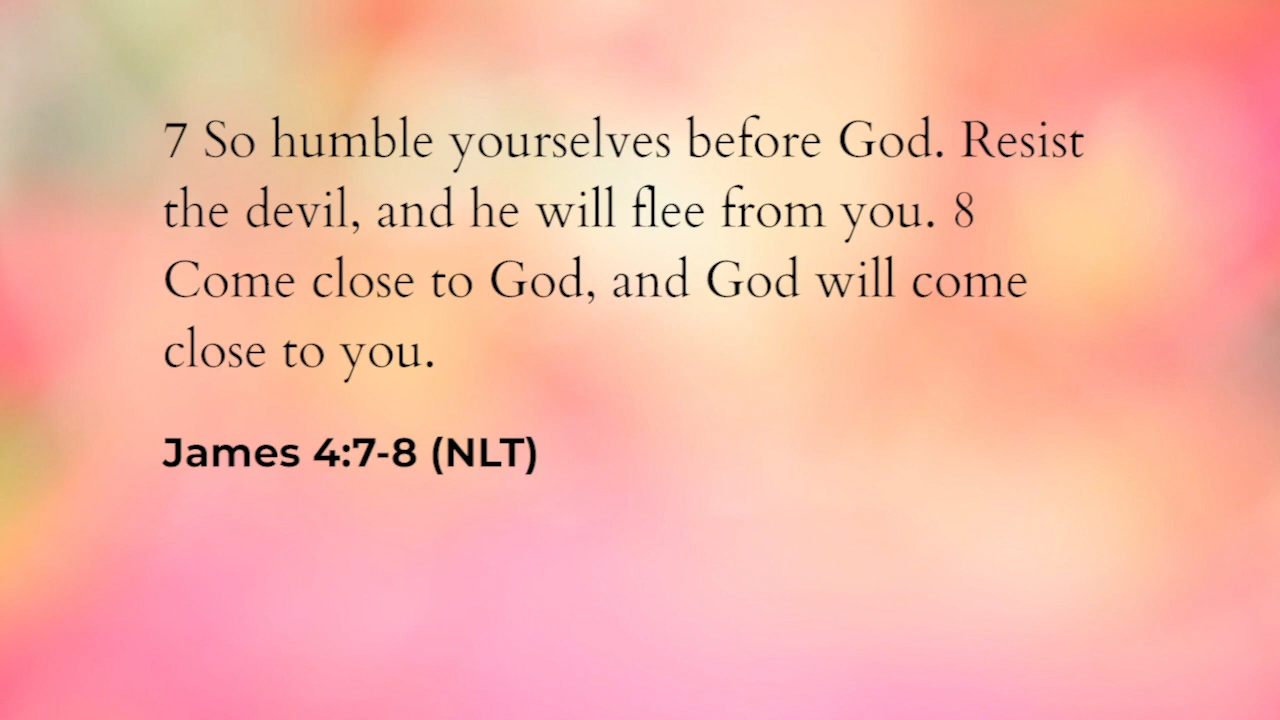 7 So humble yourselves before God. Resist
the devil, and he will flee from you. 8
Come close to God, and God will come
close to you.
James 4:7-8 (NLT)